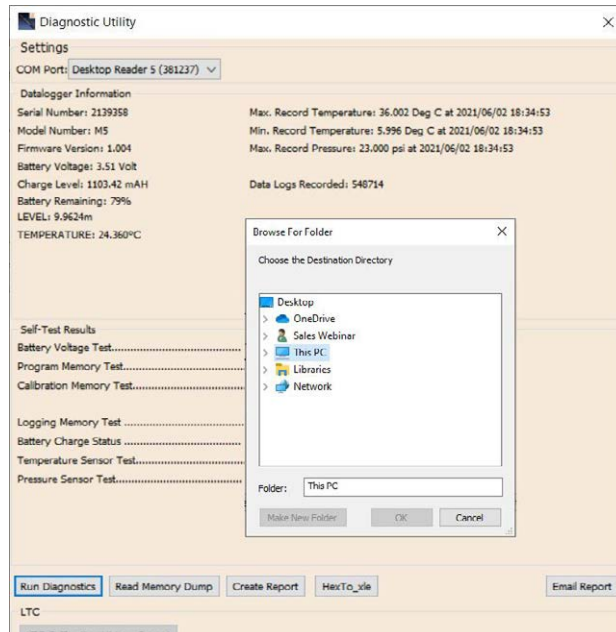 Diagnostic Utility
Settings
COM Port: Desktop Reader 5 (381237)
Datalogger Information
Serial Number: 2139358
Model Number: M5
Firmware Version: 1.004
Battery Voltage: 3.51 Volt
Charge Level: 1103.42 mAH
Battery Remaining: 79%
LEVEL: 9.9624m
TEMPERATURE: 24.360°C
Max. Record Temperature: 36.002 Deg C at 2021/06/02 18:34:53
Min. Record Temperature: 5.996 Deg C at 2021/06/02 18:34:53
Max. Record Pressure: 23.000 psi at 2021/06/02 18:34:53
Data Logs Recorded: 548714
Browse For Folder
Choose the Destination Directory
Desktop
OneDrive
Sales Webinar
This PC
Libraries
Network
Folder: This PC
Make New Folder OK Cancel
Self-Test Results
Battery Voltage Test
Program Memory Test
Calibration Memory Test
Logging Memory Test
Battery Charge Status
Temperature Sensor Test
Pressure Sensor Test
Run Diagnostics Read Memory Dump Create Report HexTo_xle Email Report
LTC